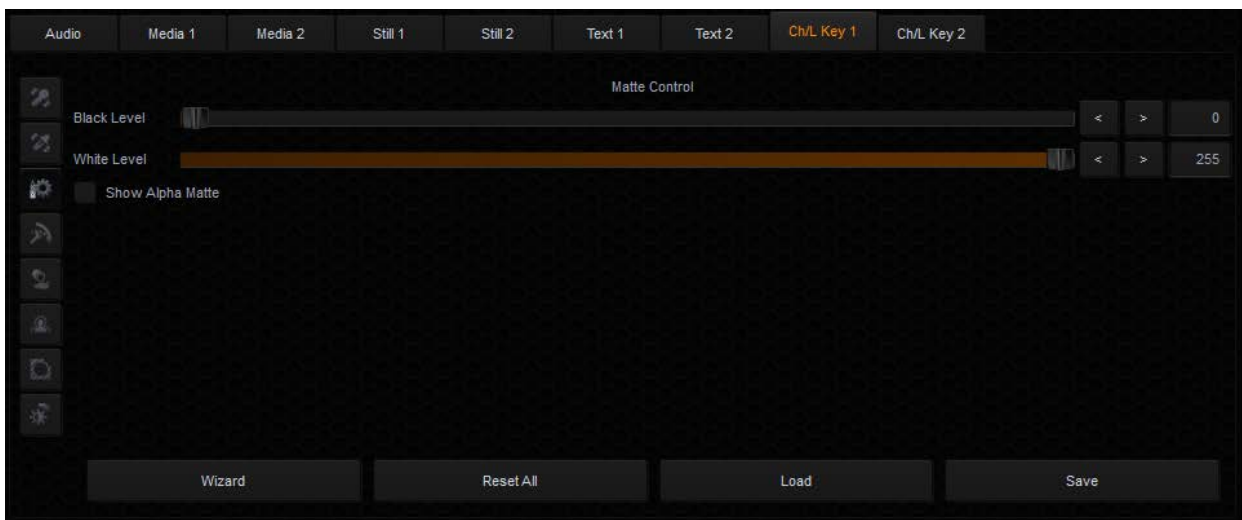 Audio Media 1 Media 2 Still 1 Still 2 Text 1 Text 2 Ch/L Key 1 Ch/L Key 2
Matte Control
Black Level < > 0
White Level < > 255
Show Alpha Matte
Wizard Reset All Load Save